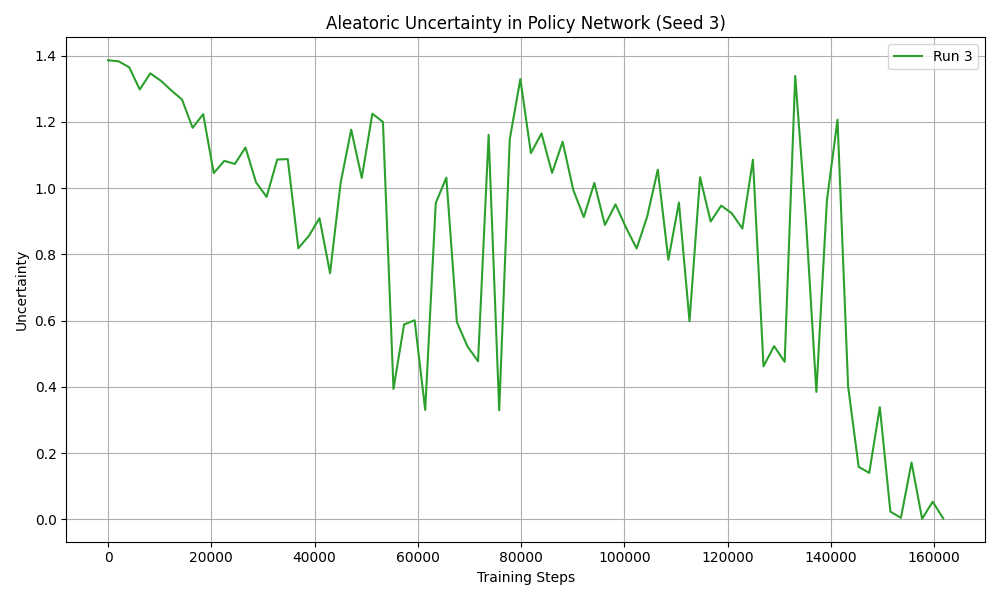 Aleatoric Uncertainty in Policy Network (Seed 3)
Run 3
Uncertainty
1.4
1.2
1.0
0.8
0.6
0.4
0.2
0.0
0 20000 40000 60000 80000 100000 120000 140000 160000
Training Steps